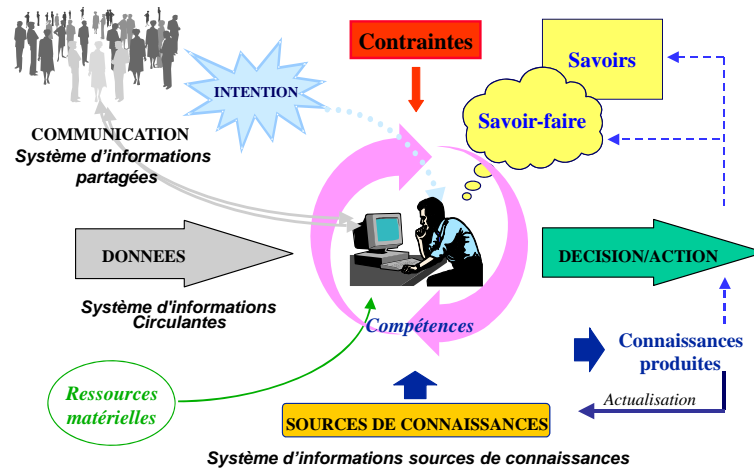 Contraintes
Savoirs
INTENTION
Savoir-faire
COMMUNICATION
Système d'informations
partagées
DONNEES
DECISION/ACTION
Système d'informations
Circulantes
Compétences
Connaissances
produites
Ressources
matérielles
Actualisation
SOURCES DE CONNAISSANCES
Système d'informations sources de connaissances